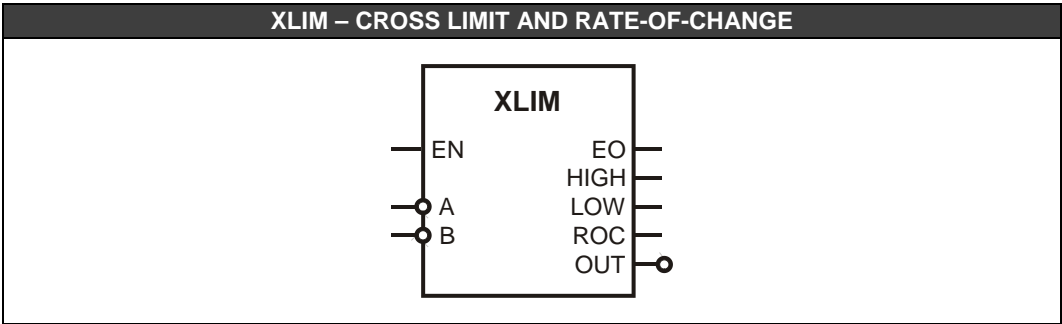 XLIM – CROSS LIMIT AND RATE-OF-CHANGE
XLIM
EN EO
HIGH
A LOW
B ROC
OUT